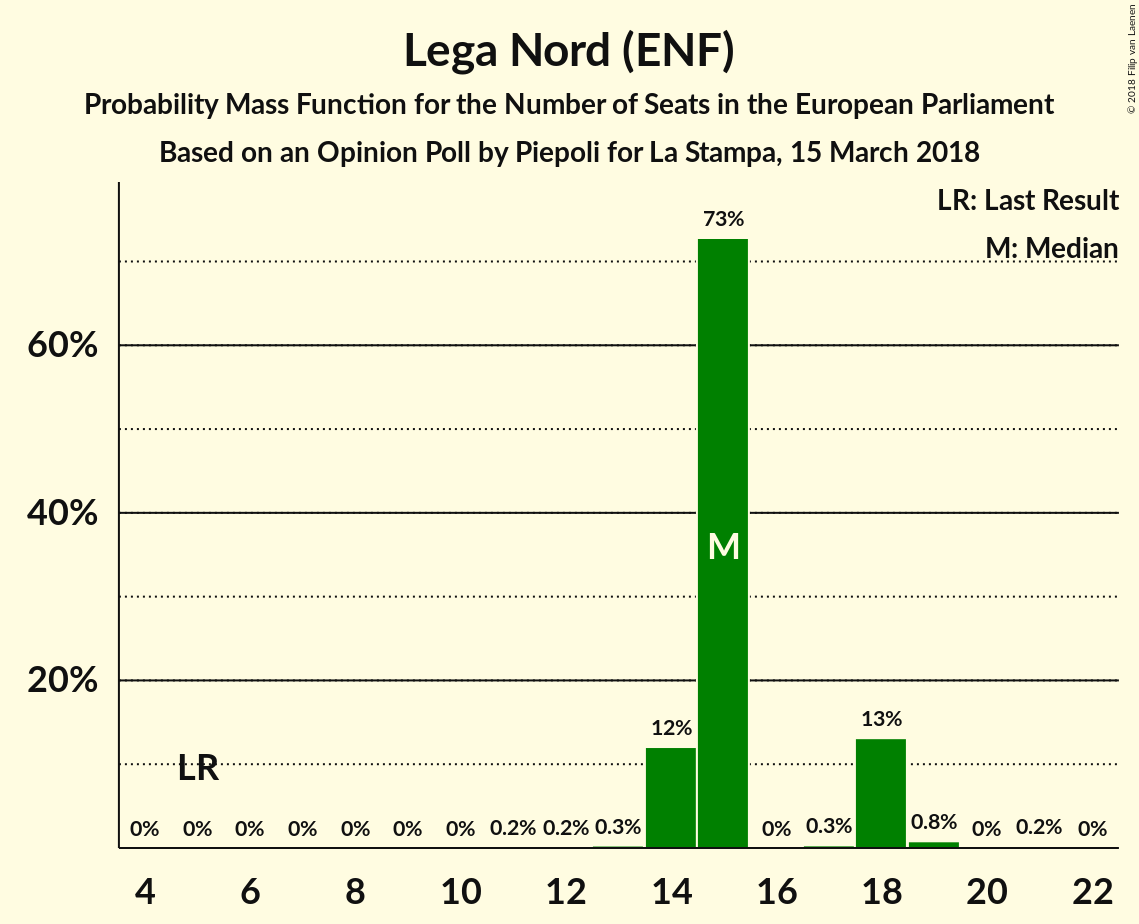 Lega Nord (ENF)
Probability Mass Function for the Number of Seats in the European Parliament
Based on an Opinion Poll by Piepoli for La Stampa, 15 March 2018
© 2018 Filip van Laenen
LR: Last Result
M: Median
73%
60%
40%
M
20%
12%
13%
LR
0% 0% 0% 0% 0% 0% 0% 0.2% 0.2% 0.3% 0% 0.3% 0.8% 0% 0.2% 0%
4 6 8 10 12 14 16 18 20 22